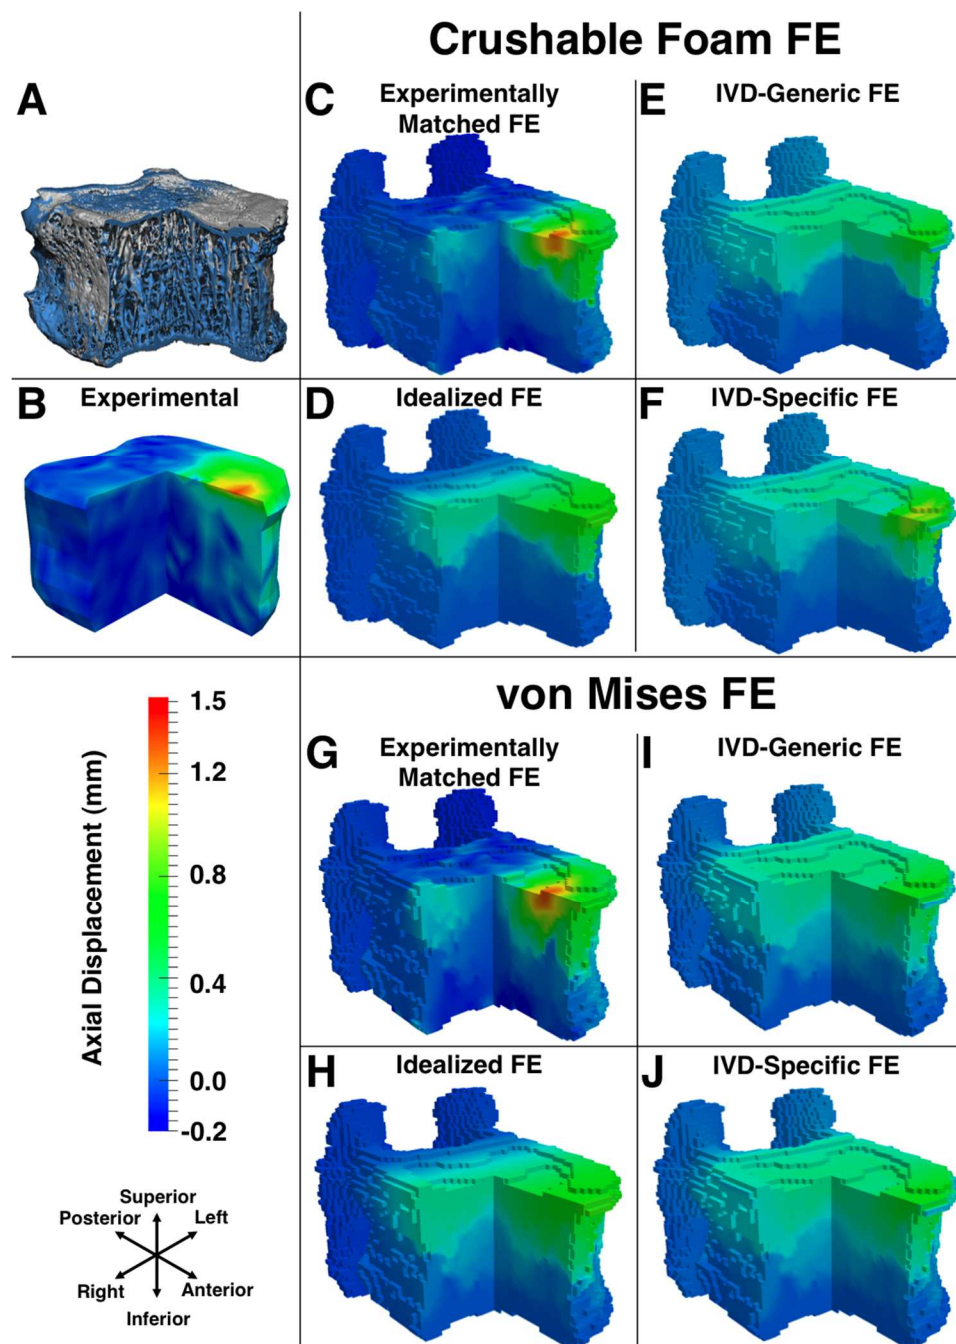 Crushable Foam FE
A
C
Experimentally
Matched FE
E
IVD-Generic FE
B
Experimental
D
Idealized FE
F
IVD-Specific FE
von Mises FE
Axial Displacement (mm)
1.5
1.2
0.8
0.4
0.0
-0.2
G
Experimentally
Matched FE
I
IVD-Generic FE
H
Idealized FE
J
IVD-Specific FE
Superior
Posterior
Left
Right
Anterior
Inferior